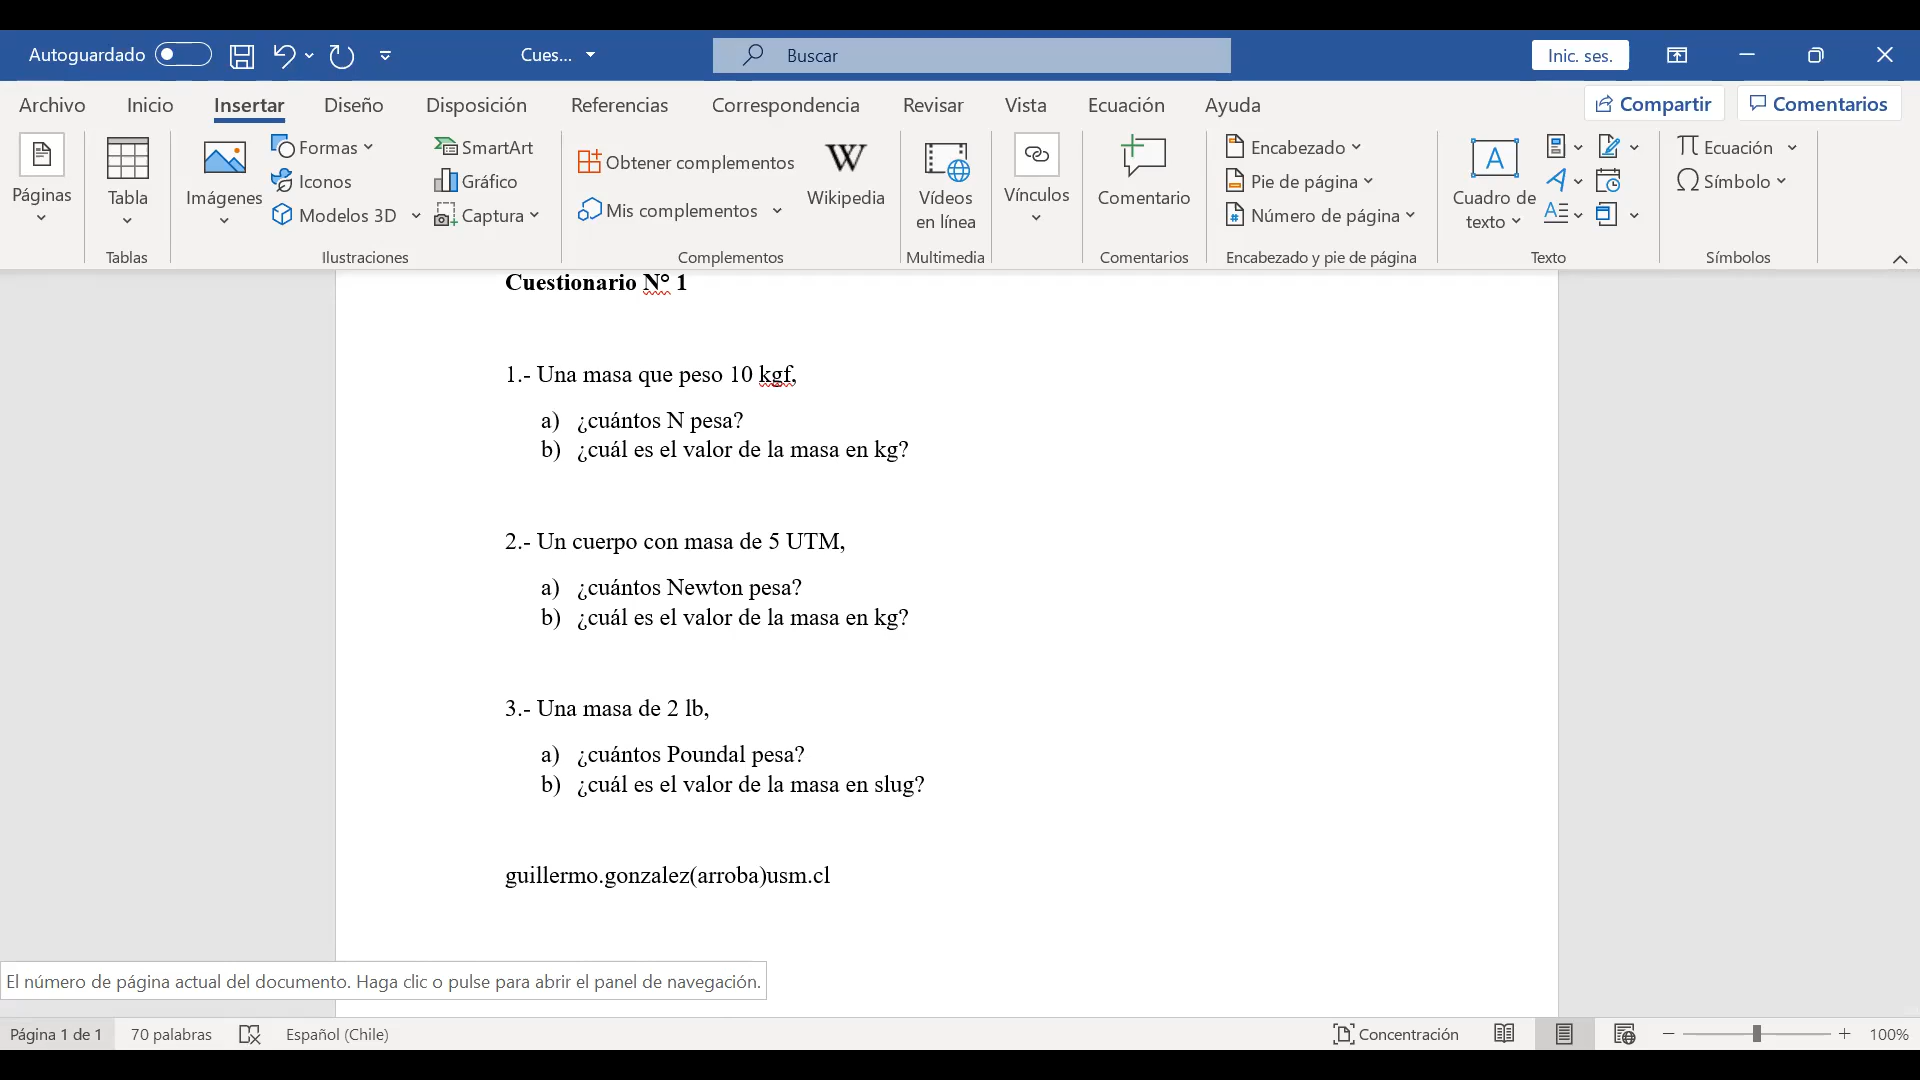 Autoguardado Cues... Buscar Inic. ses.
Archivo Inicio Insertar Diseño Disposición Referencias Correspondencia Revisar Vista Ecuación Ayuda Compartir Comentarios
Páginas
Tabla
Tablas
Imágenes
Formas
Iconos
Modelos 3D
SmartArt
Gráfico
Captura
Ilustraciones
Obtener complementos
Mis complementos
W
Wikipedia
Complementos
Vídeos
en línea
Multimedia
Vínculos
Comentario
Comentarios
Encabezado
Pie de página
Número de página
Encabezado y pie de página
A
Cuadro de
texto
Texto
Ecuación
Símbolo
Símbolos
Cuestionario N° 1
1.- Una masa que peso 10 kgf,
a) ¿cuántos N pesa?
b) ¿cuál es el valor de la masa en kg?
2.- Un cuerpo con masa de 5 UTM,
a) ¿cuántos Newton pesa?
b) ¿cuál es el valor de la masa en kg?
3.- Una masa de 2 lb,
a) ¿cuántos Poundal pesa?
b) ¿cuál es el valor de la masa en slug?
guillermo.gonzalez(arroba)usm.cl
El número de página actual del documento. Haga clic o pulse para abrir el panel de navegación.
Página 1 de 1 70 palabras Español (Chile) Concentración 100%